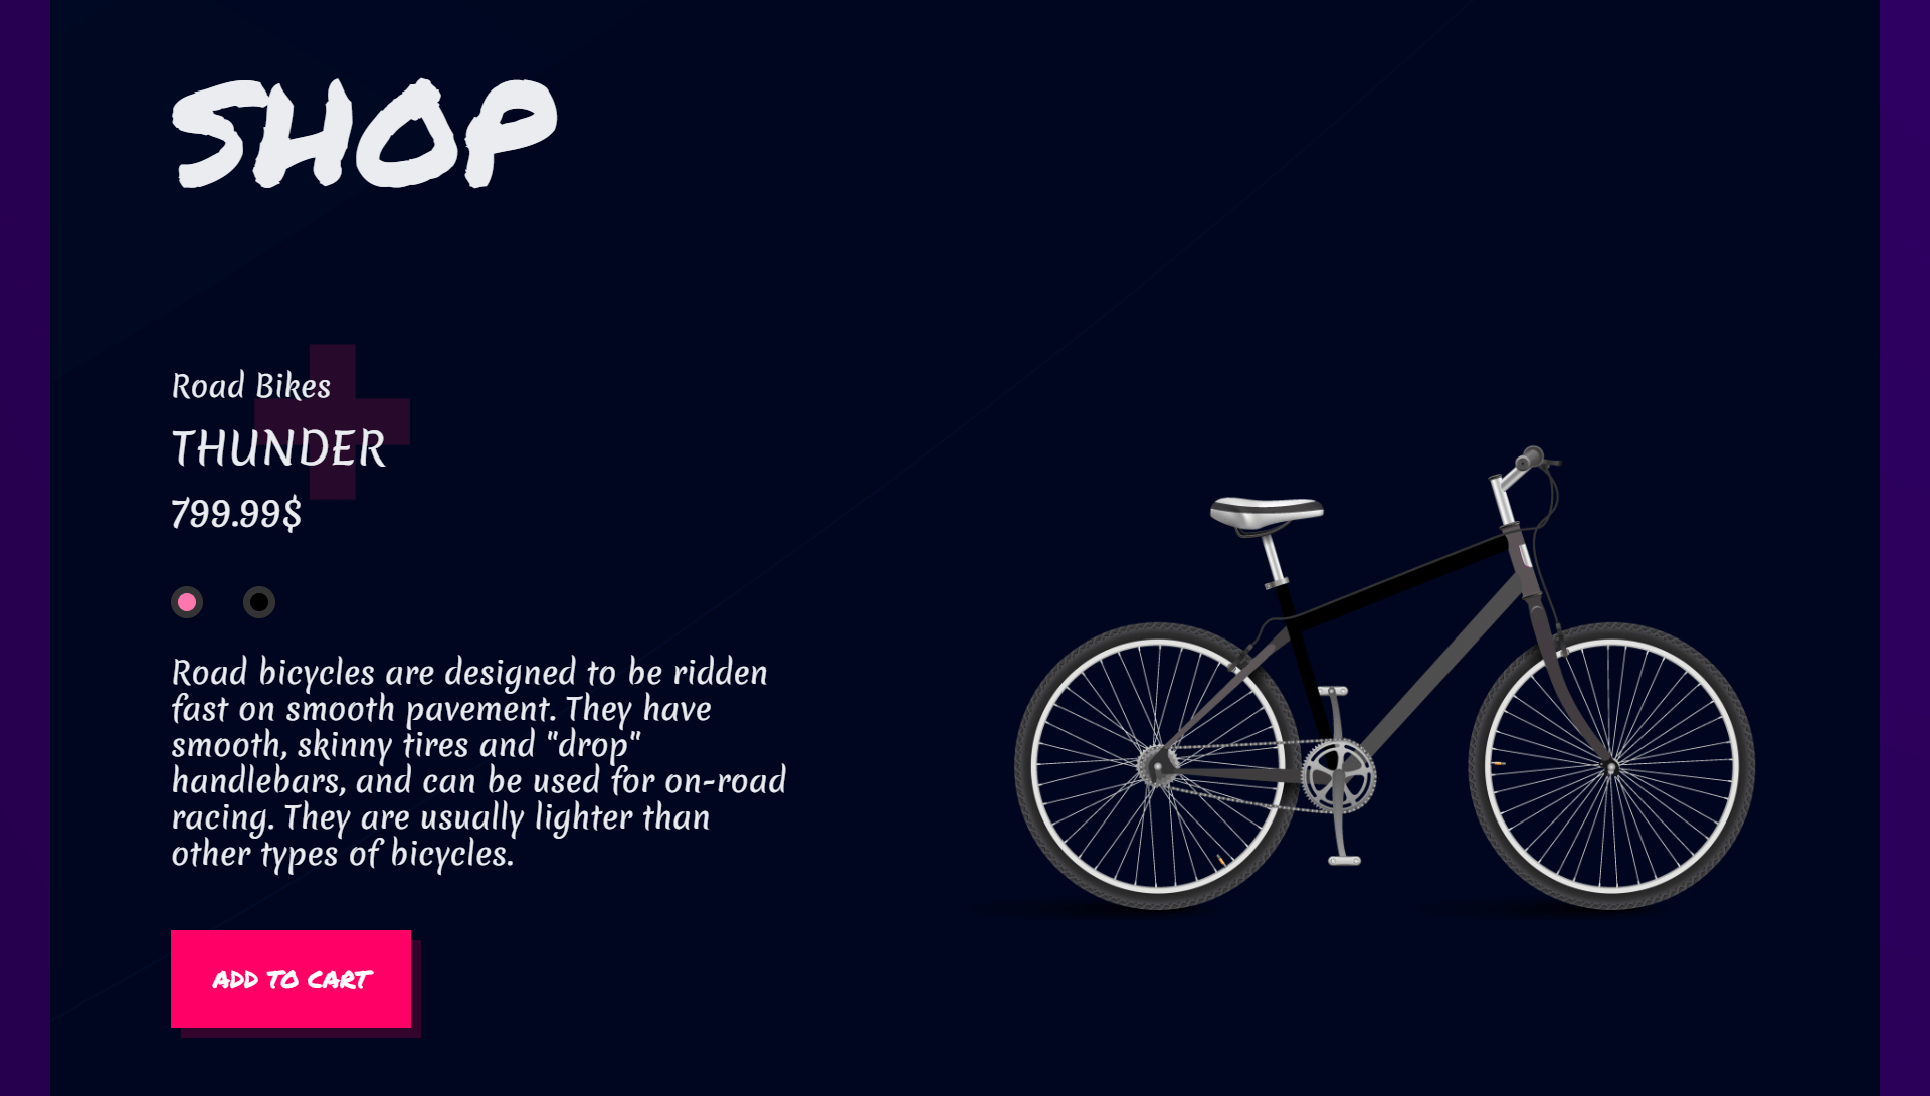 SHOP
Road Bikes
THUNDER
799.99$
Road bicycles are designed to be ridden
fast on smooth pavement. They have
smooth, skinny tires and "drop"
handlebars, and can be used for on-road
racing. They are usually lighter than
other types of bicycles.
ADD TO CART